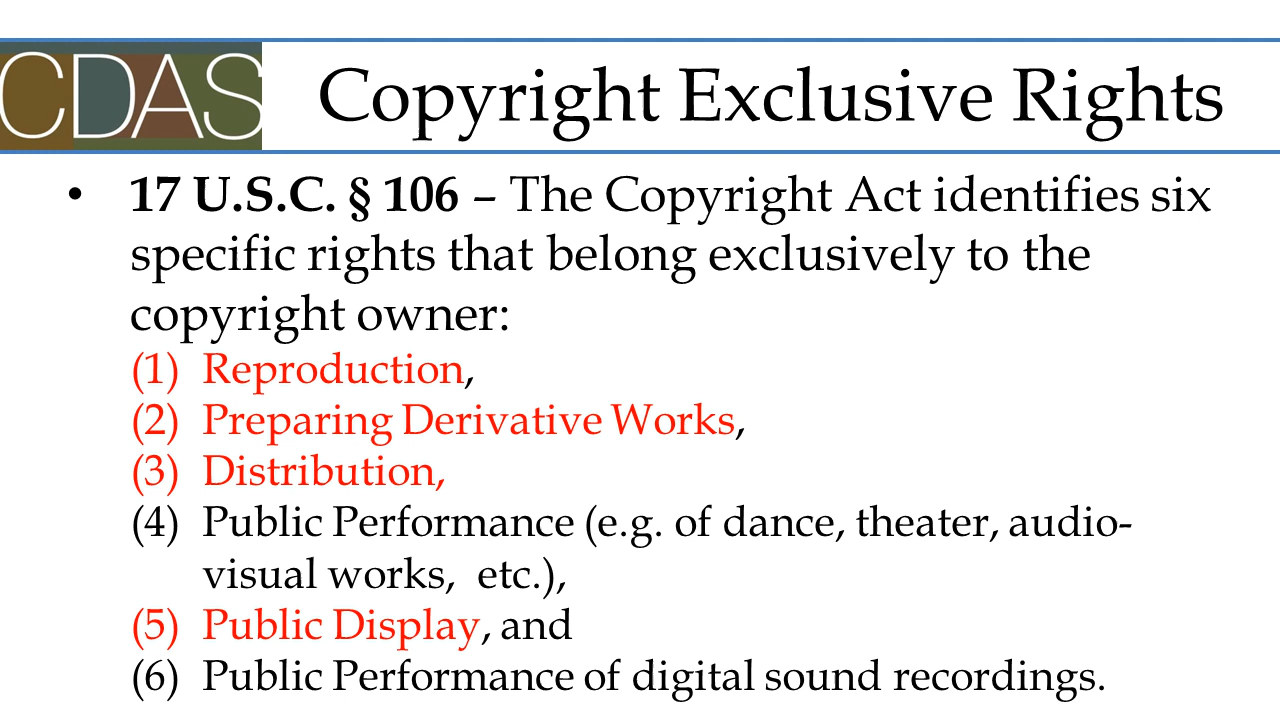 CDAS
Copyright Exclusive Rights
• 17 U.S.C. § 106 – The Copyright Act identifies six
specific rights that belong exclusively to the
copyright owner:
(1) Reproduction,
(2) Preparing Derivative Works,
(3) Distribution,
(4) Public Performance (e.g. of dance, theater, audio-
visual works,  etc.),
(5) Public Display, and
(6) Public Performance of digital sound recordings.